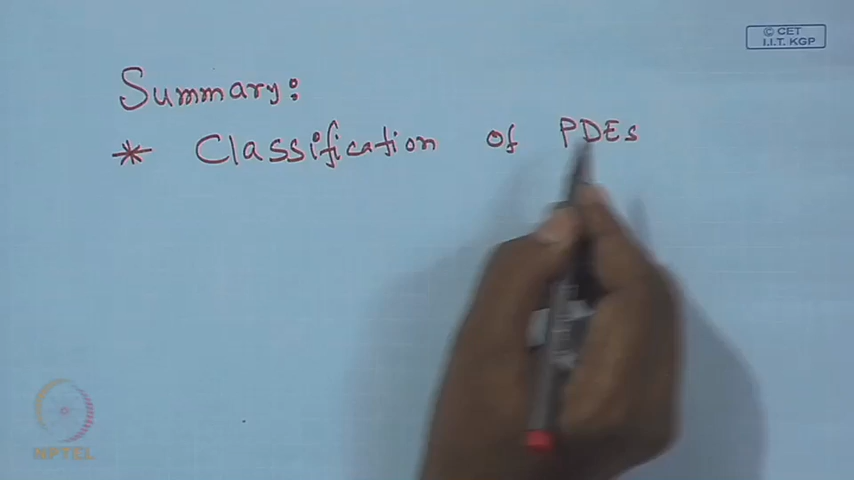 © CET
I.I.T. KGP
Summary:
* Classification of PDEs
NPTEL